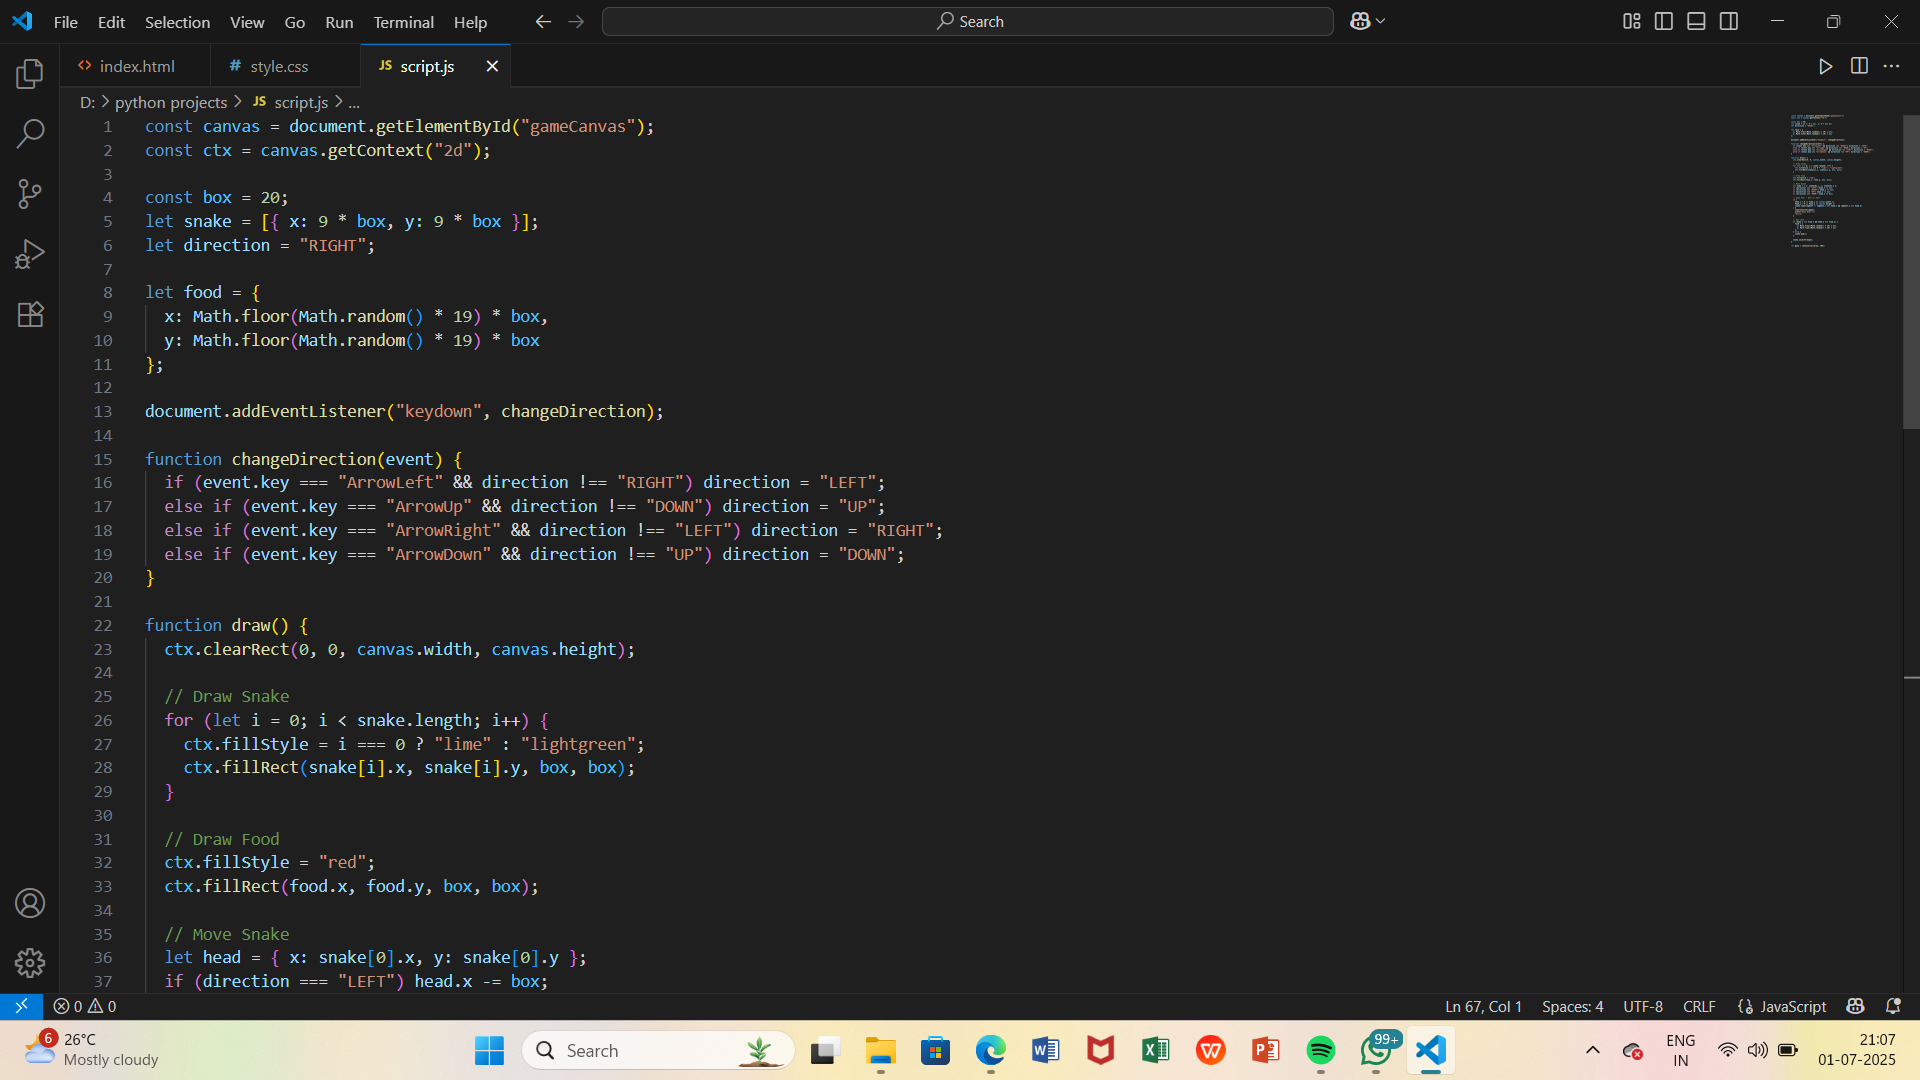 File Edit Selection View Go Run Terminal Help Search
index.html # style.css JS script.js
D: > python projects > JS script.js > ...
1 const canvas = document.getElementById("gameCanvas");
2 const ctx = canvas.getContext("2d");
3
4 const box = 20;
5 let snake = [{ x: 9 * box, y: 9 * box }];
6 let direction = "RIGHT";
7
8 let food = {
9 x: Math.floor(Math.random() * 19) * box,
10 y: Math.floor(Math.random() * 19) * box
11 };
12
13 document.addEventListener("keydown", changeDirection);
14
15 function changeDirection(event) {
16 if (event.key === "ArrowLeft" && direction !== "RIGHT") direction = "LEFT";
17 else if (event.key === "ArrowUp" && direction !== "DOWN") direction = "UP";
18 else if (event.key === "ArrowRight" && direction !== "LEFT") direction = "RIGHT";
19 else if (event.key === "ArrowDown" && direction !== "UP") direction = "DOWN";
20 }
21
22 function draw() {
23 ctx.clearRect(0, 0, canvas.width, canvas.height);
24
25 // Draw Snake
26 for (let i = 0; i < snake.length; i++) {
27 ctx.fillStyle = i === 0 ? "lime" : "lightgreen";
28 ctx.fillRect(snake[i].x, snake[i].y, box, box);
29 }
30
31 // Draw Food
32 ctx.fillStyle = "red";
33 ctx.fillRect(food.x, food.y, box, box);
34
35 // Move Snake
36 let head = { x: snake[0].x, y: snake[0].y };
37 if (direction === "LEFT") head.x -= box;
0 0 Ln 67, Col 1 Spaces: 4 UTF-8 CRLF {} JavaScript
6 26°C
Mostly cloudy
Search
99+
ENG
IN
21:07
01-07-2025